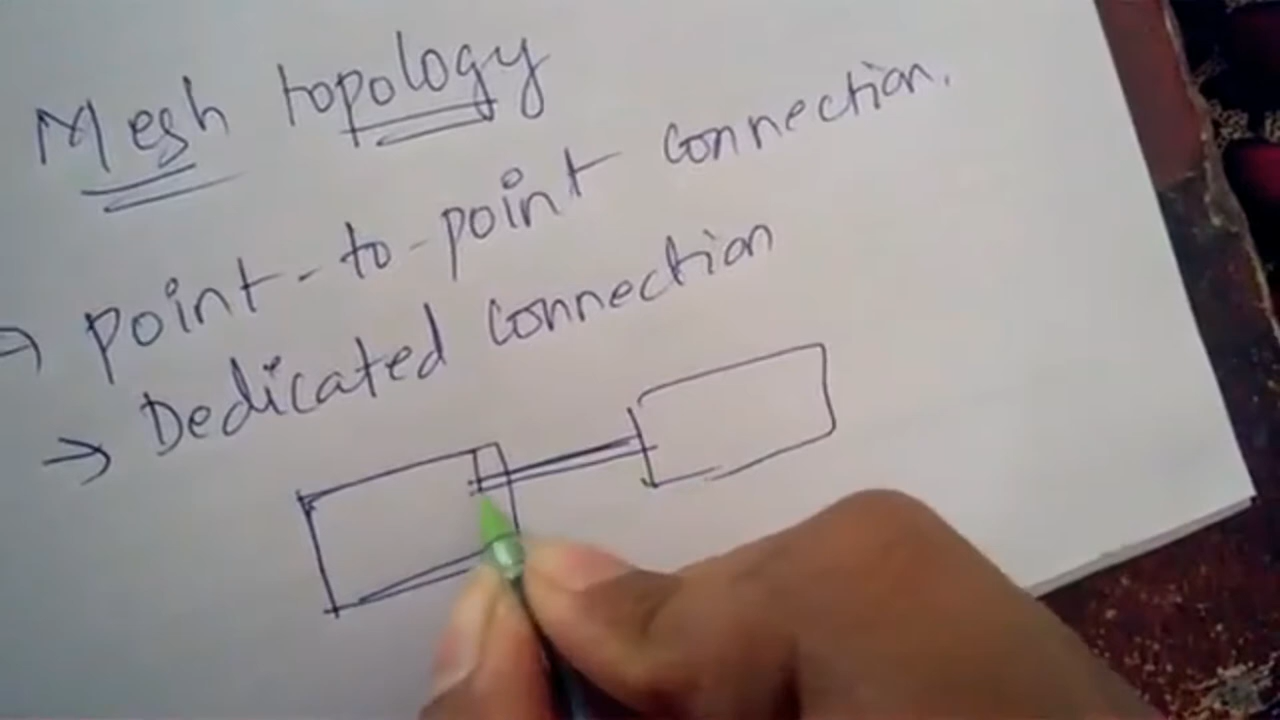 Mesh topology
→ point-to-point connection.
→ Dedicated connection